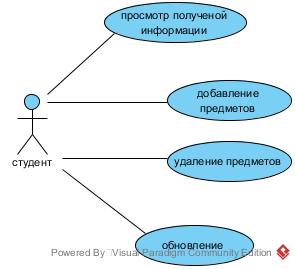 просмотр полученой
информации
добавление
предметов
студент
удаление предметов
обновление
Powered By Visual Paradigm Community Edition